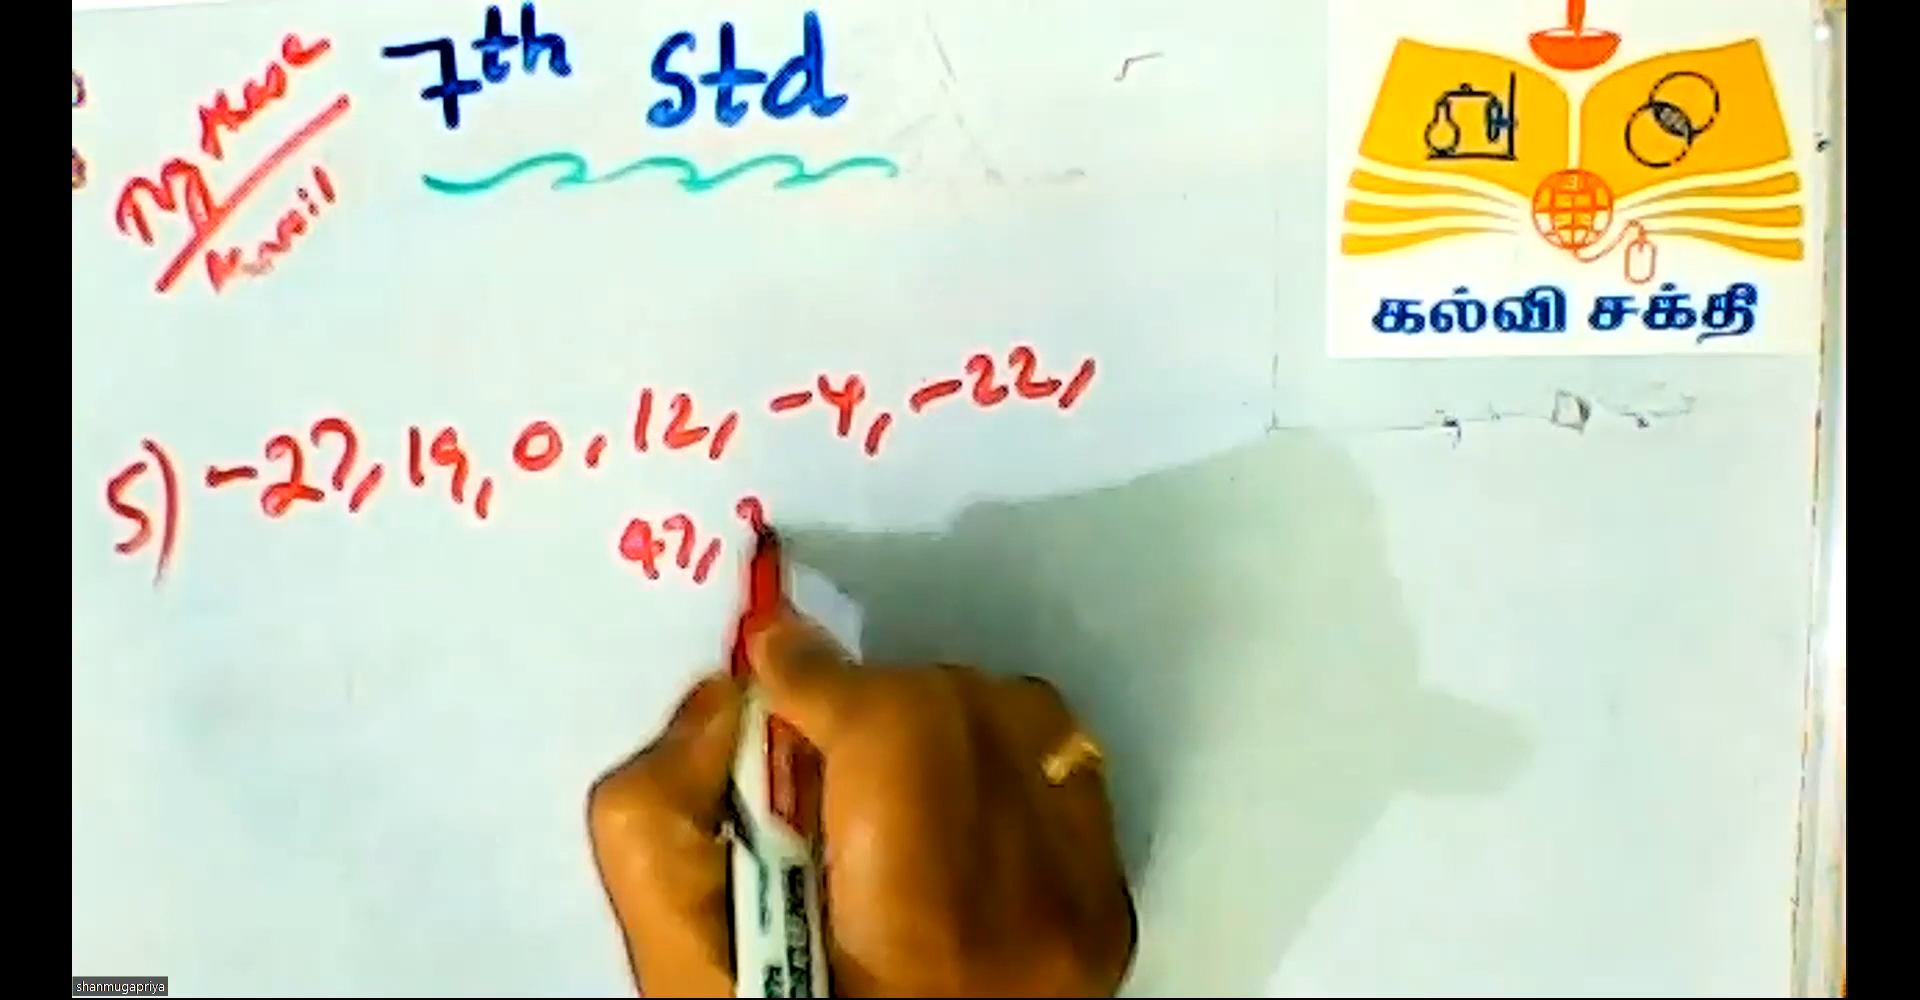 7th Std
கல்வி சக்தி
5) -27, 19, 0, 12, -4, -22,
47,
shanmugapriya